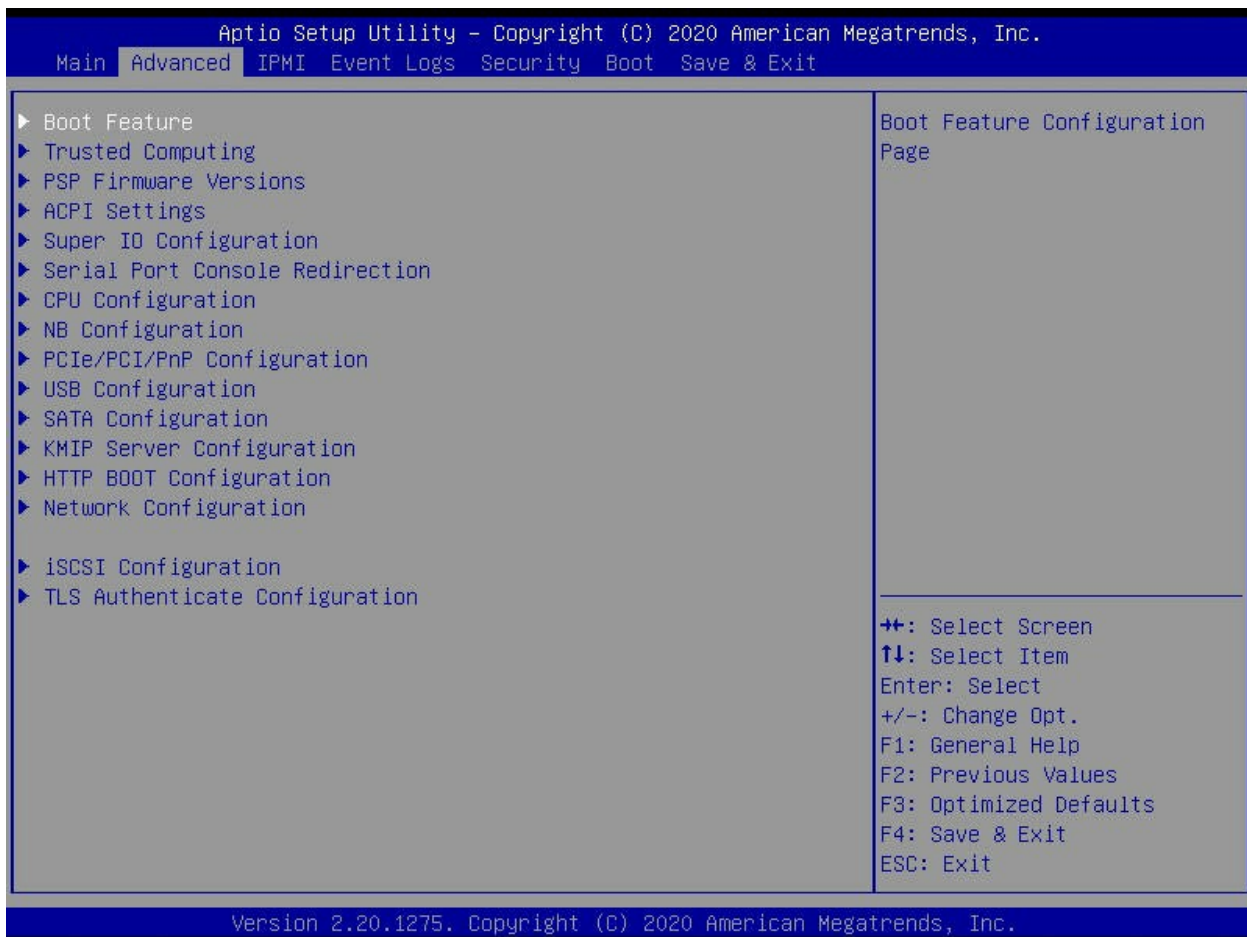 Aptio Setup Utility – Copyright (C) 2020 American Megatrends, Inc.
Main Advanced IPMI Event Logs Security Boot Save & Exit
▶ Boot Feature
▶ Trusted Computing
▶ PSP Firmware Versions
▶ ACPI Settings
▶ Super IO Configuration
▶ Serial Port Console Redirection
▶ CPU Configuration
▶ NB Configuration
▶ PCIe/PCI/PnP Configuration
▶ USB Configuration
▶ SATA Configuration
▶ KMIP Server Configuration
▶ HTTP BOOT Configuration
▶ Network Configuration
▶ iSCSI Configuration
▶ TLS Authenticate Configuration
Boot Feature Configuration
Page
→←: Select Screen
↑↓: Select Item
Enter: Select
+/-: Change Opt.
F1: General Help
F2: Previous Values
F3: Optimized Defaults
F4: Save & Exit
ESC: Exit
Version 2.20.1275. Copyright (C) 2020 American Megatrends, Inc.